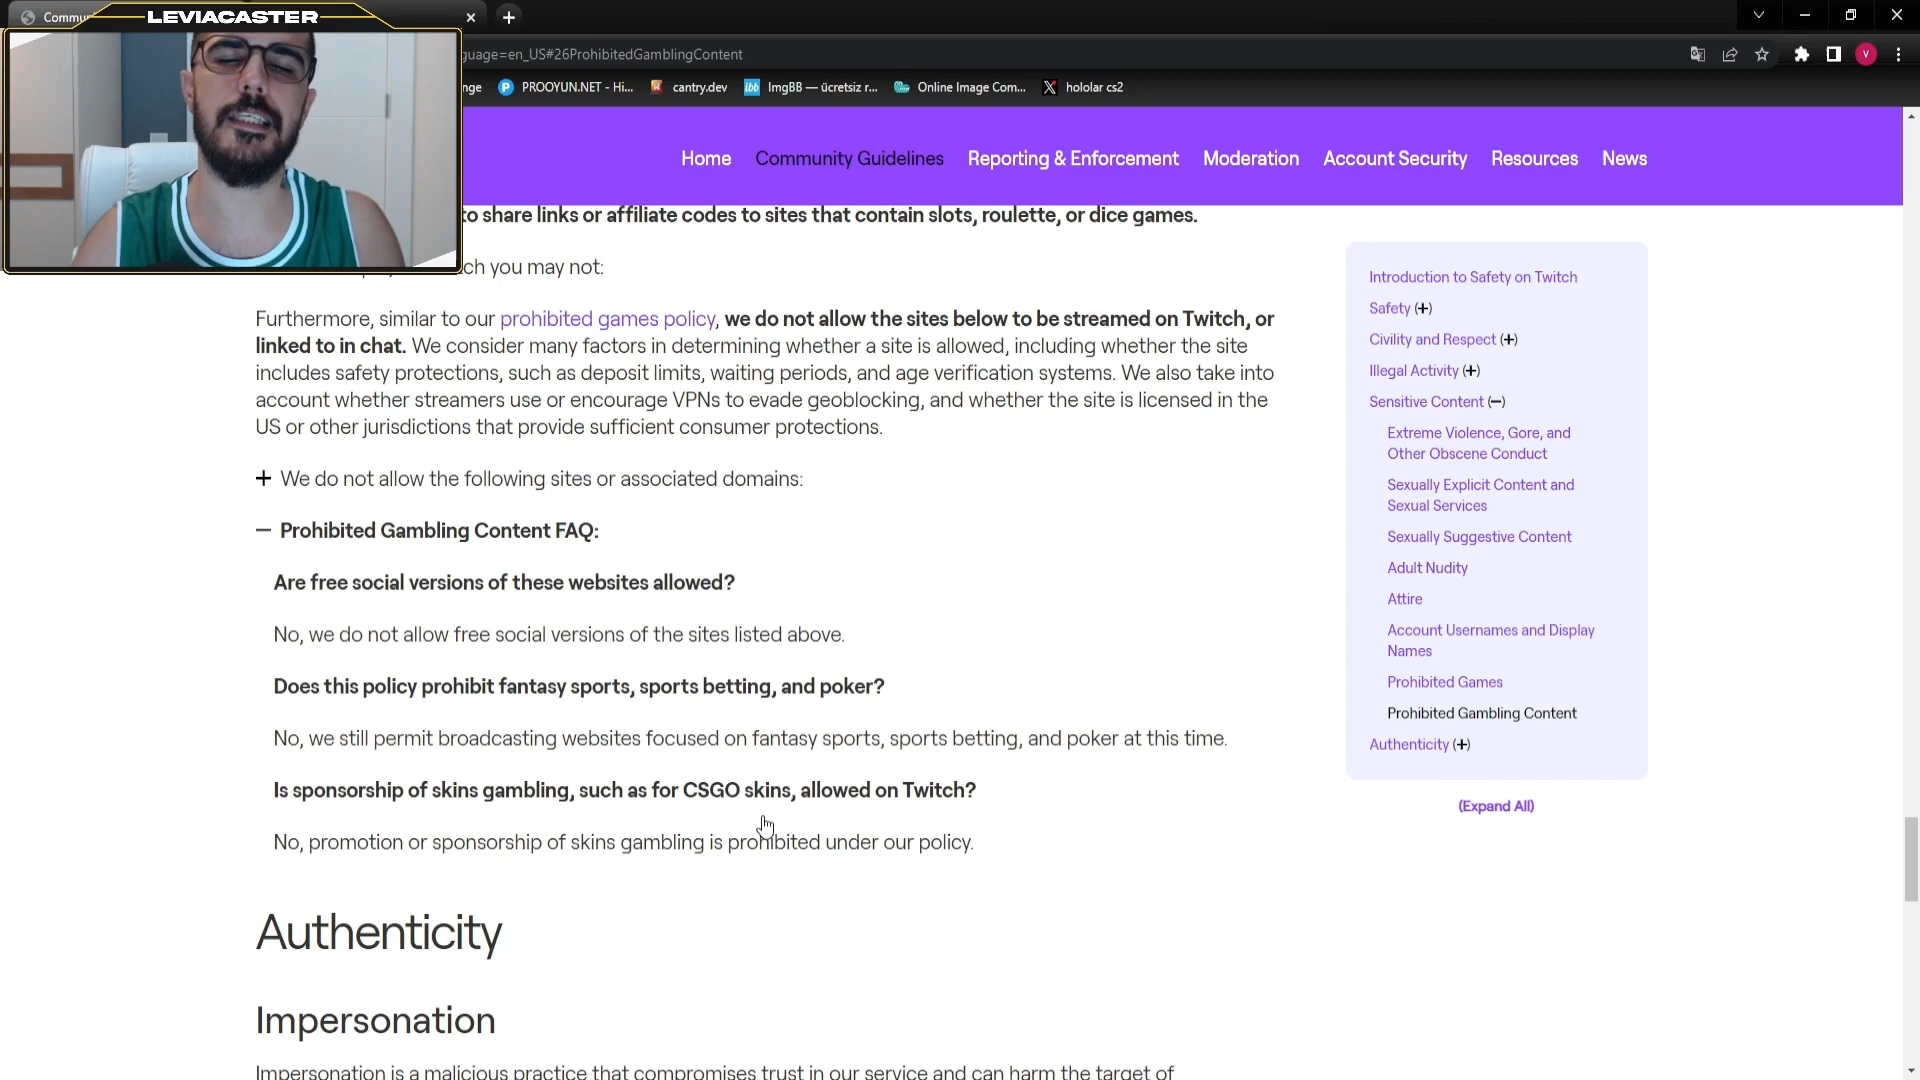 Commu
LEVIACASTER
guage=en_US#26ProhibitedGamblingContent
V
nge
PROOYUN.NET - Hi...
cantry.dev
ImgBB — ücretsiz r...
Online Image Com...
hololar cs2
Home
Community Guidelines
Reporting & Enforcement
Moderation
Account Security
Resources
News
to share links or affiliate codes to sites that contain slots, roulette, or dice games.
ch you may not:
Furthermore, similar to our prohibited games policy, we do not allow the sites below to be streamed on Twitch, or
linked to in chat. We consider many factors in determining whether a site is allowed, including whether the site
includes safety protections, such as deposit limits, waiting periods, and age verification systems. We also take into
account whether streamers use or encourage VPNs to evade geoblocking, and whether the site is licensed in the
US or other jurisdictions that provide sufficient consumer protections.
+ We do not allow the following sites or associated domains:
— Prohibited Gambling Content FAQ:
Are free social versions of these websites allowed?
No, we do not allow free social versions of the sites listed above.
Does this policy prohibit fantasy sports, sports betting, and poker?
No, we still permit broadcasting websites focused on fantasy sports, sports betting, and poker at this time.
Is sponsorship of skins gambling, such as for CSGO skins, allowed on Twitch?
No, promotion or sponsorship of skins gambling is prohibited under our policy.
Authenticity
Impersonation
Impersonation is a malicious practice that compromises trust in our service and can harm the target of
Introduction to Safety on Twitch
Safety (+)
Civility and Respect (+)
Illegal Activity (+)
Sensitive Content (—)
Extreme Violence, Gore, and
Other Obscene Conduct
Sexually Explicit Content and
Sexual Services
Sexually Suggestive Content
Adult Nudity
Attire
Account Usernames and Display
Names
Prohibited Games
Prohibited Gambling Content
Authenticity (+)
(Expand All)